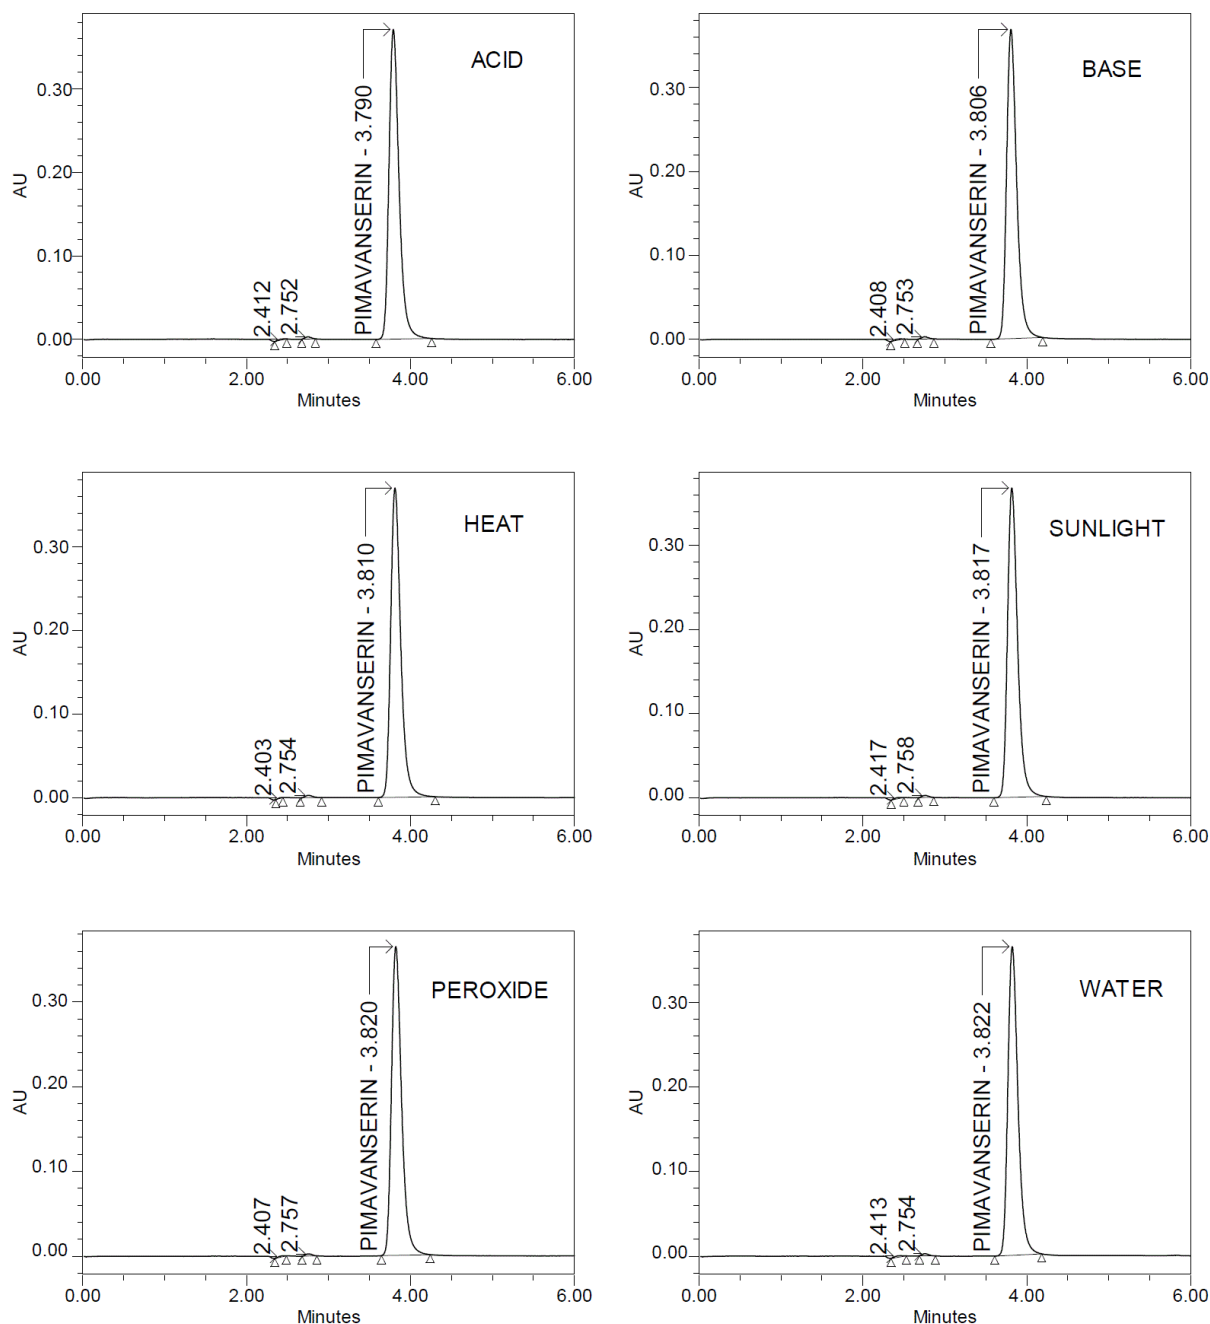 ACID
AU
0.30
0.20
0.10
0.00
2.412
2.752
PIMAVANSERIN - 3.790
0.00 2.00 4.00 6.00
Minutes
BASE
AU
0.30
0.20
0.10
0.00
2.408
2.753
PIMAVANSERIN - 3.806
0.00 2.00 4.00 6.00
Minutes
HEAT
AU
0.30
0.20
0.10
0.00
2.403
2.754
PIMAVANSERIN - 3.810
0.00 2.00 4.00 6.00
Minutes
SUNLIGHT
AU
0.30
0.20
0.10
0.00
2.417
2.758
PIMAVANSERIN - 3.817
0.00 2.00 4.00 6.00
Minutes
PEROXIDE
AU
0.30
0.20
0.10
0.00
2.407
2.757
PIMAVANSERIN - 3.820
0.00 2.00 4.00 6.00
Minutes
WATER
AU
0.30
0.20
0.10
0.00
2.413
2.754
PIMAVANSERIN - 3.822
0.00 2.00 4.00 6.00
Minutes